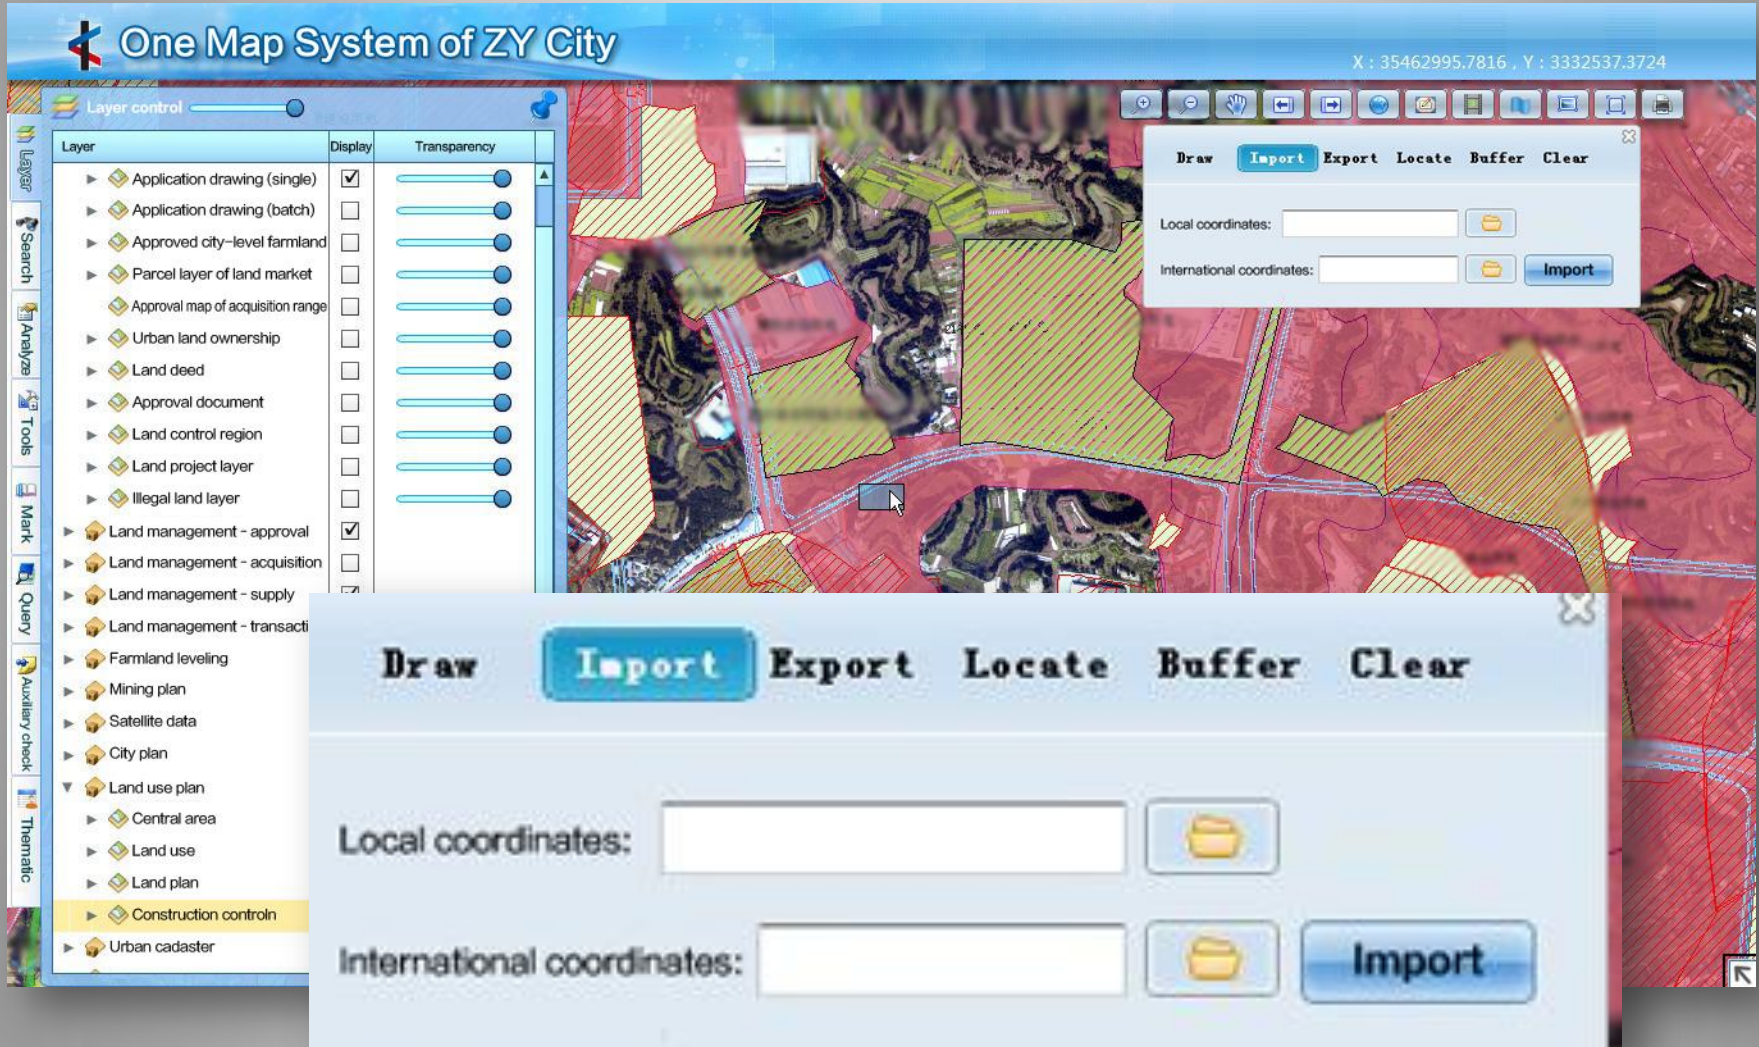 One Map System of ZY City
X : 35462995.7816 , Y : 3332537.3724
Layer control
Layer
Display
Transparency
Application drawing (single)
Application drawing (batch)
Approved city-level farmland
Parcel layer of land market
Approval map of acquisition range
Urban land ownership
Land deed
Approval document
Land control region
Land project layer
Illegal land layer
Land management - approval
Land management - acquisition
Land management - supply
Land management - transacti
Farmland leveling
Mining plan
Satellite data
City plan
Land use plan
Central area
Land use
Land plan
Construction controln
Urban cadaster
Layer
Search
Analyze
Tools
Mark
Query
Auxiliary check
Thematic
Draw Import Export Locate Buffer Clear
Local coordinates:
International coordinates: Import
Draw Import Export Locate Buffer Clear
Local coordinates:
International coordinates: Import